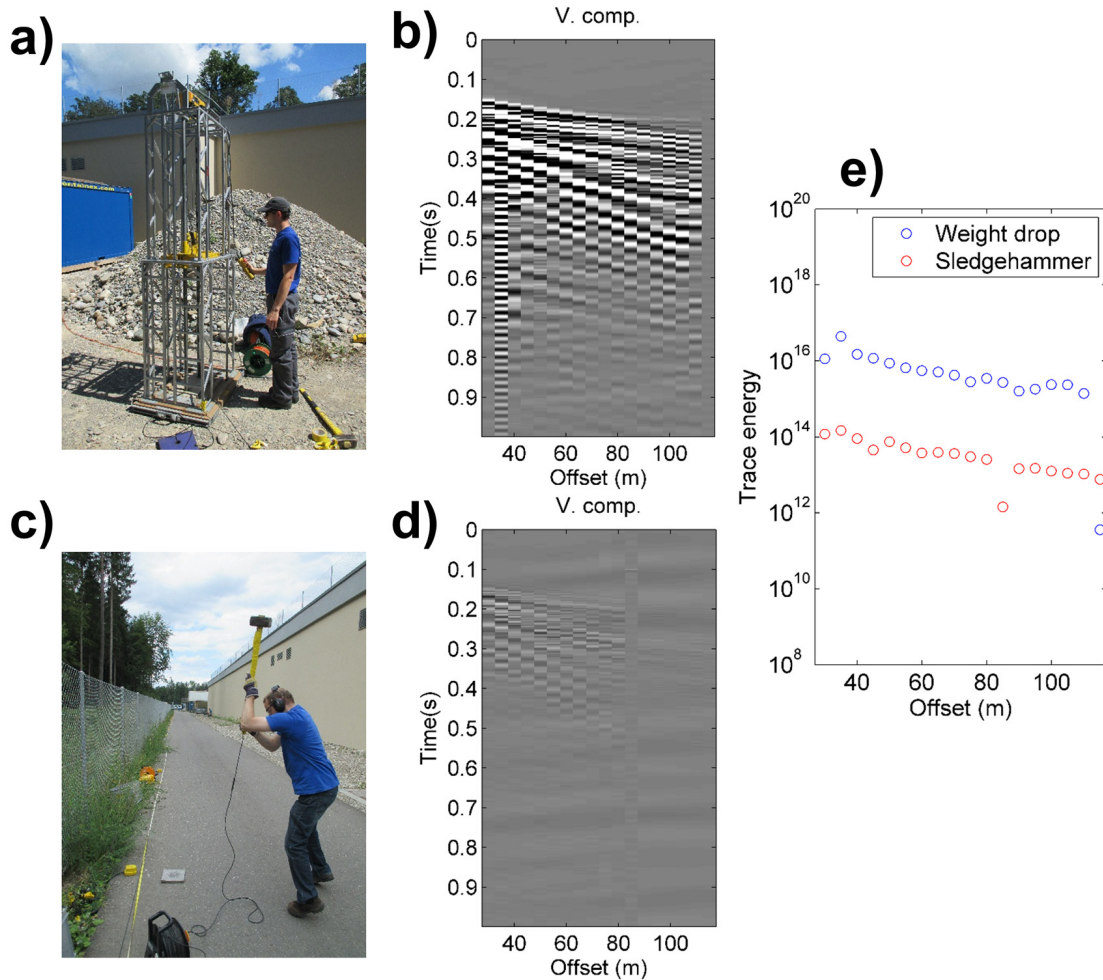 a)
b)
V. comp.
0
0.1
0.2
0.3
0.4
0.5
0.6
0.7
0.8
0.9
Time(s)
40 60 80 100
Offset (m)
c)
d)
V. comp.
0
0.1
0.2
0.3
0.4
0.5
0.6
0.7
0.8
0.9
Time(s)
40 60 80 100
Offset (m)
e)
Weight drop
Sledgehammer
10^20
10^18
10^16
10^14
10^12
10^10
10^8
Trace energy
40 60 80 100
Offset (m)